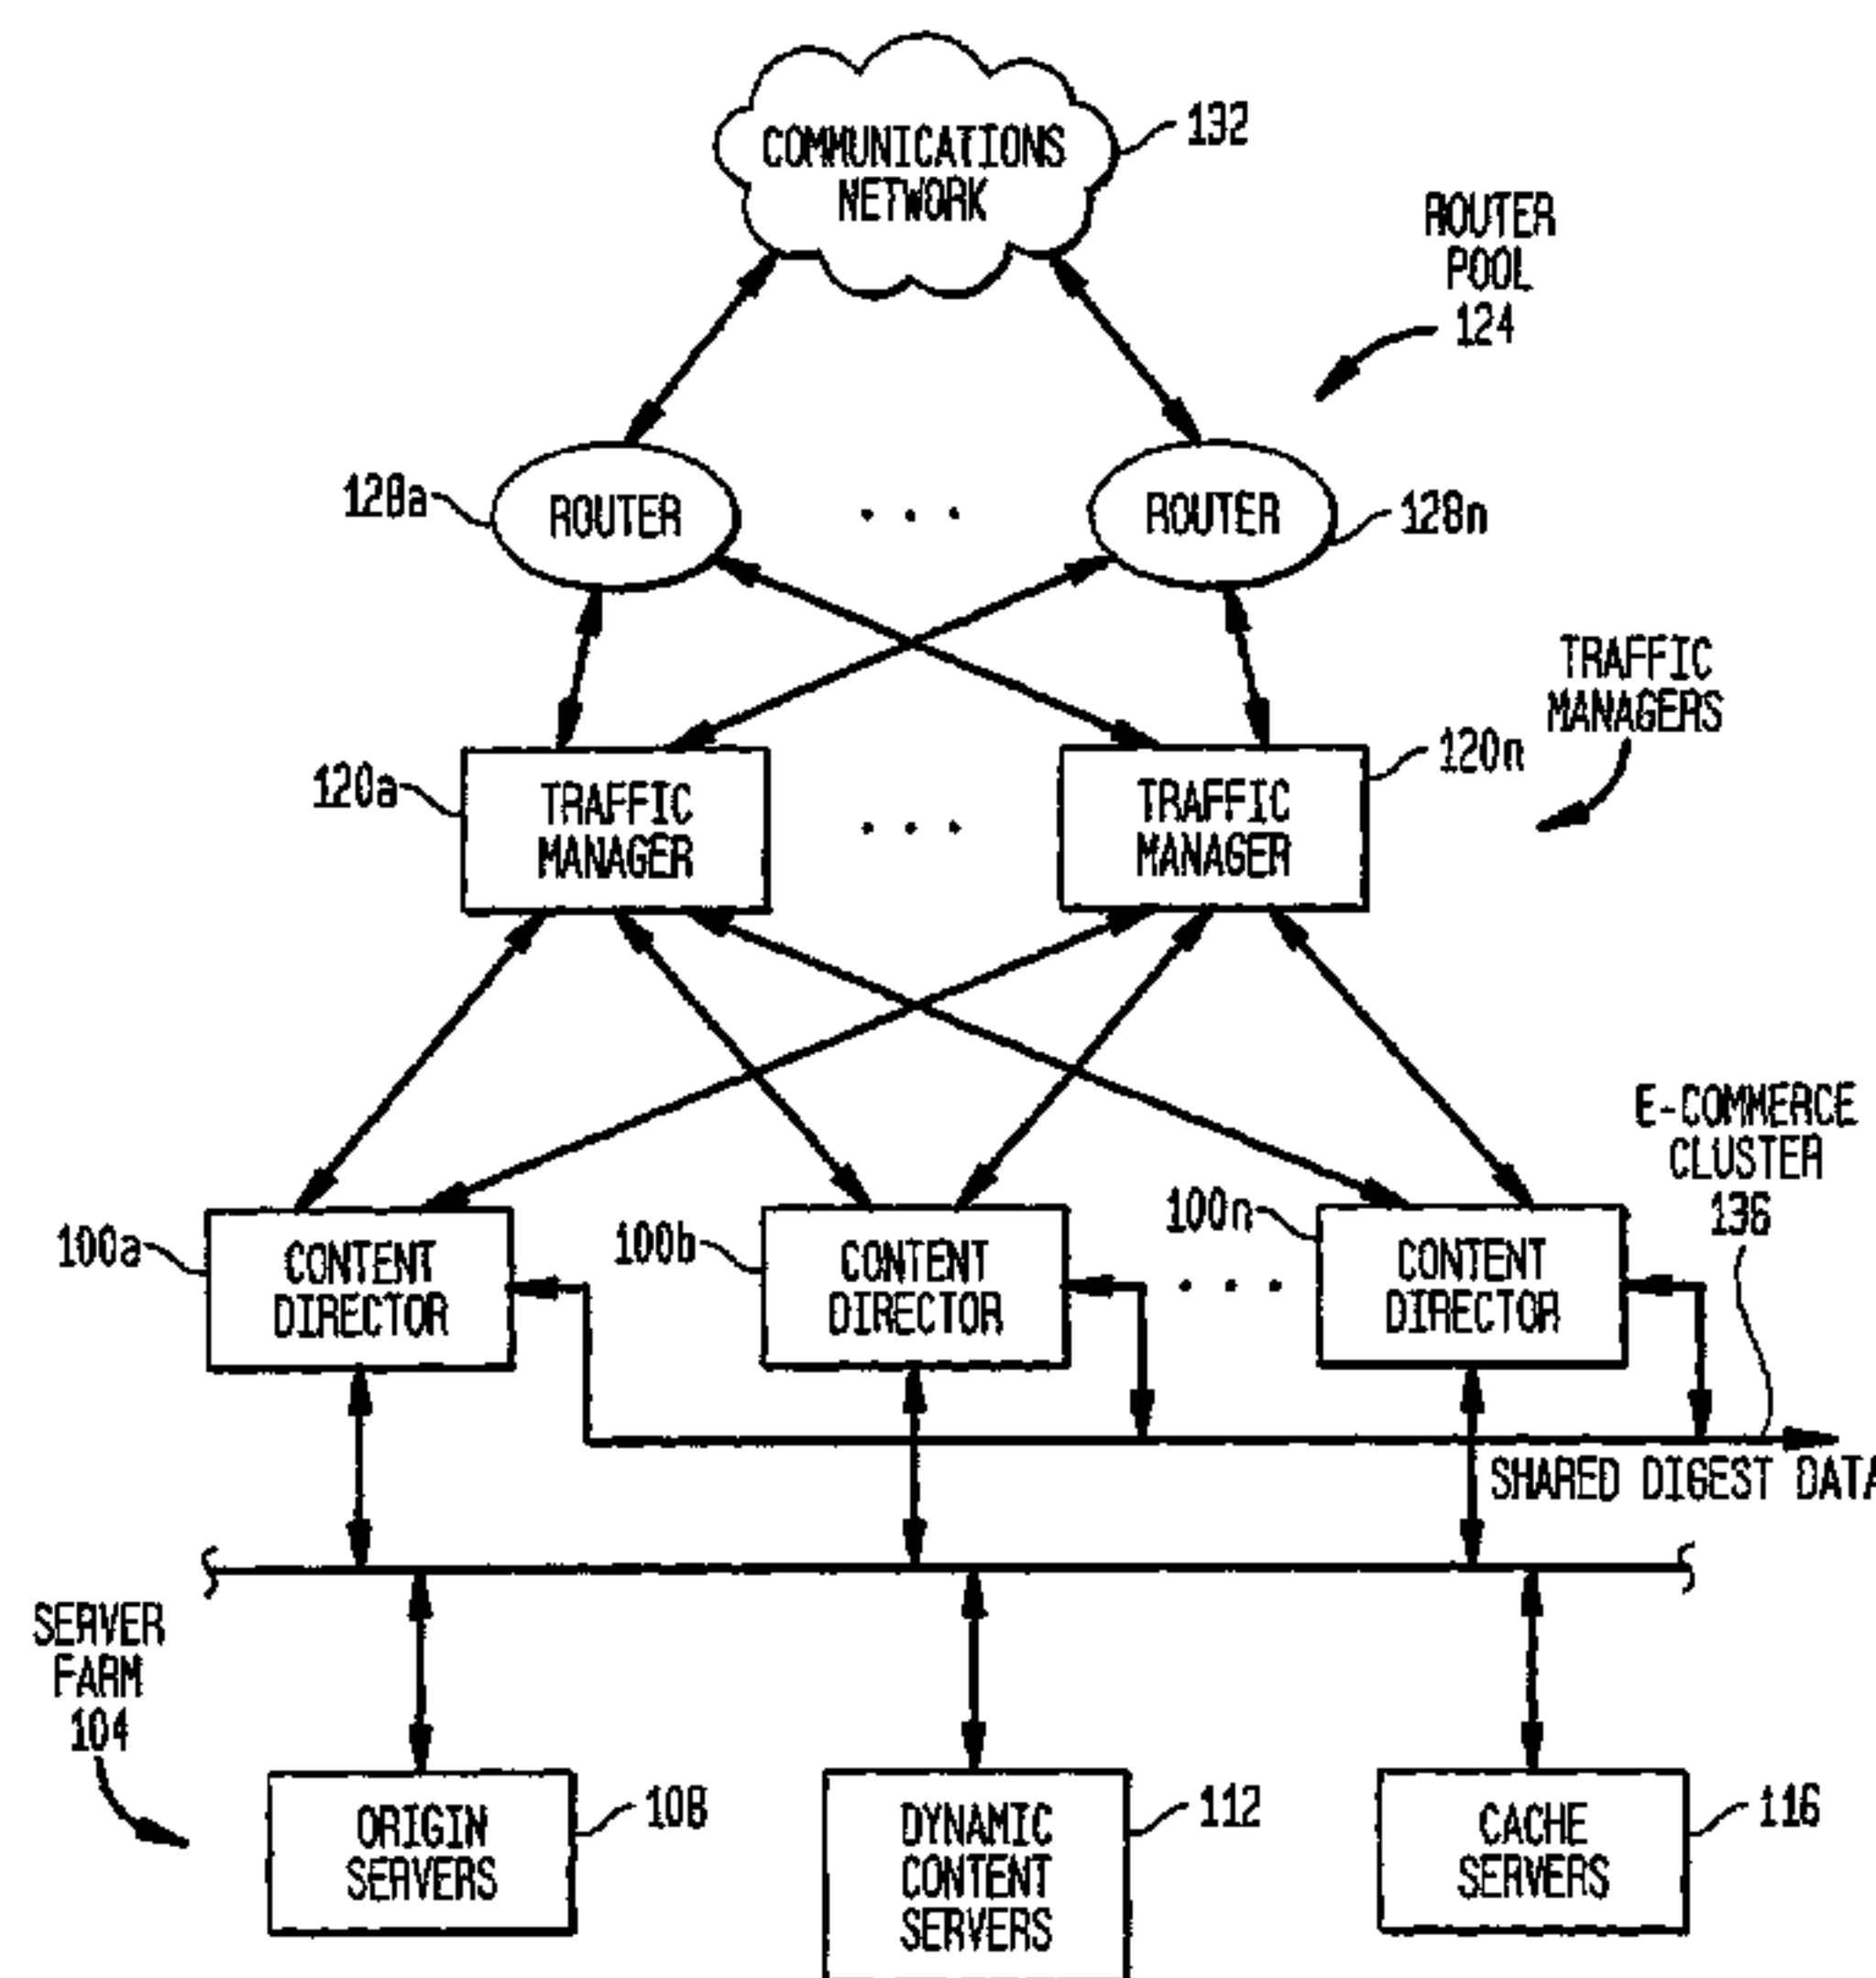 COMMUNICATIONS
NETWORK
132
ROUTER
POOL
124
128a
ROUTER
. . .
ROUTER
128n
TRAFFIC
MANAGERS
120a
TRAFFIC
MANAGER
. . .
TRAFFIC
MANAGER
120n
E-COMMERCE
CLUSTER
136
100a
CONTENT
DIRECTOR
100b
CONTENT
DIRECTOR
. . .
100n
CONTENT
DIRECTOR
SHARED DIGEST DATA
SERVER
FARM
104
ORIGIN
SERVERS
108
DYNAMIC
CONTENT
SERVERS
112
CACHE
SERVERS
116